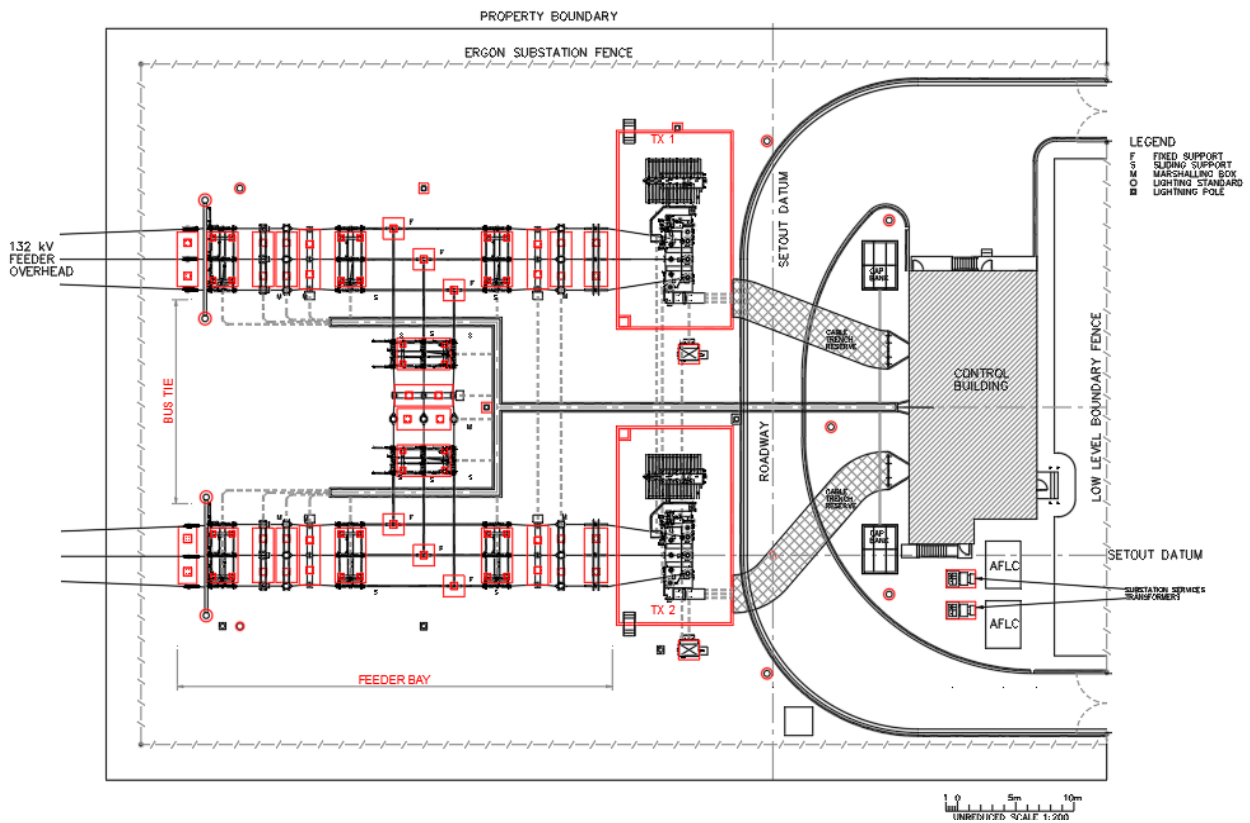 PROPERTY BOUNDARY
ERGON SUBSTATION FENCE
TX 1
LEGEND
F FIXED SUPPORT
S SLIDING SUPPORT
M MARSHALLING BOX
LIGHTING STANDARD
LIGHTNING POLE
SETOUT DATUM
132 kV
FEEDER
OVERHEAD
F
F
F
M
S
S
S
M
CAP
BANK
CABLE
TRENCH
RESERVE
S
S
S
CONTROL
BUILDING
LOW LEVEL BOUNDARY FENCE
BUS TIE
M
ROADWAY
S
S
S
CABLE
TRENCH
RESERVE
M
M
F
F
F
CAP
BANK
SETOUT DATUM
AFLC
SUBSTATION SERVICES
TRANSFORMERS
AFLC
S
S
TX 2
FEEDER BAY
1 0 5m 10m
UNREDUCED SCALE 1:200